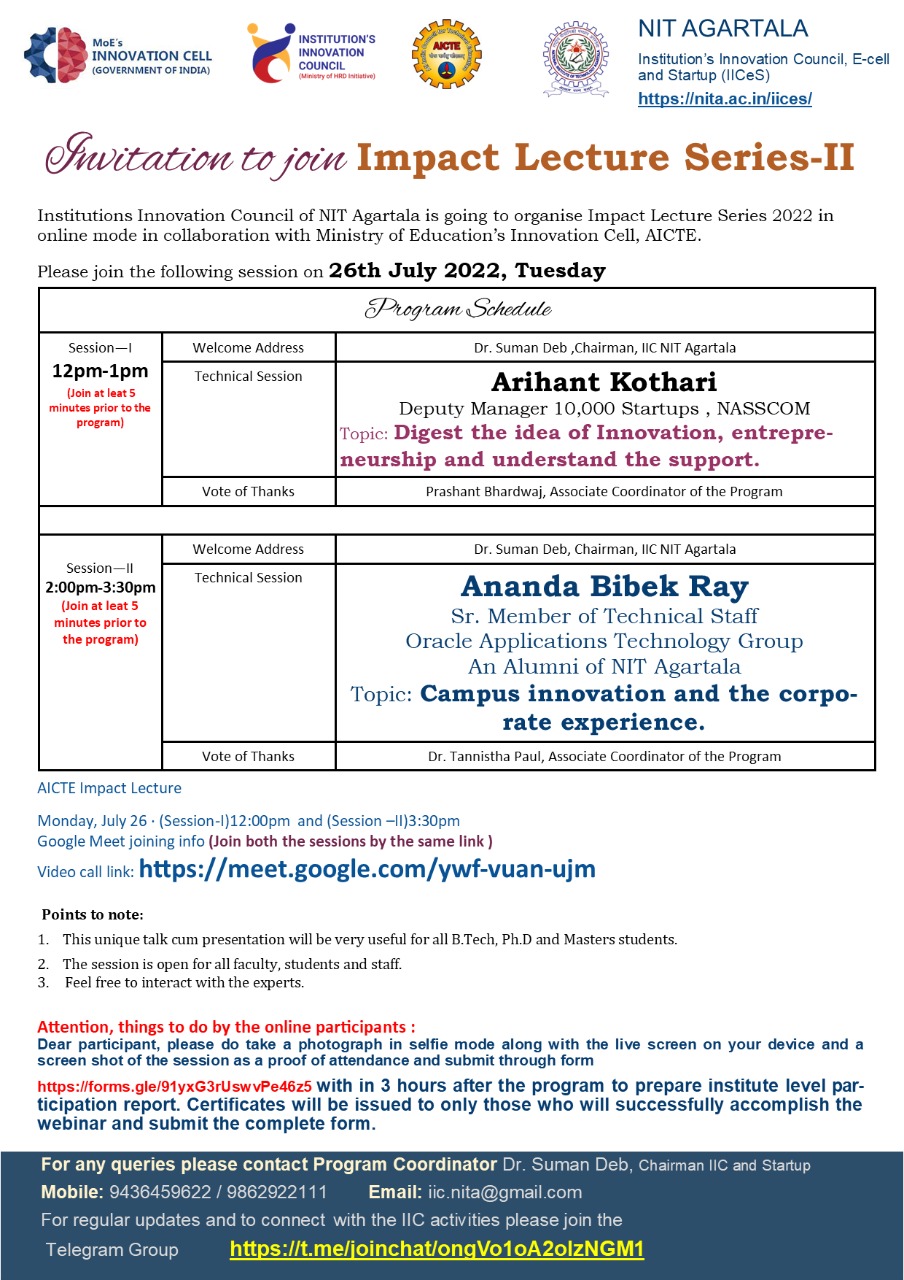 MoE's
INNOVATION CELL
(GOVERNMENT OF INDIA)
INSTITUTION'S
INNOVATION
COUNCIL
(Ministry of HRD Initiative)
AICTE
NIT AGARTALA
Institution's Innovation Council, E-cell
and Startup (IICeS)
https://nita.ac.in/iices/
Invitation to join Impact Lecture Series-II
Institutions Innovation Council of NIT Agartala is going to organise Impact Lecture Series 2022 in
online mode in collaboration with Ministry of Education's Innovation Cell, AICTE.
Please join the following session on 26th July 2022, Tuesday
Program Schedule
Session—I
12pm-1pm
(Join at leat 5
minutes prior to the
program)
Welcome Address
Dr. Suman Deb ,Chairman, IIC NIT Agartala
Technical Session
Arihant Kothari
Deputy Manager 10,000 Startups , NASSCOM
Topic: Digest the idea of Innovation, entrepre-
neurship and understand the support.
Vote of Thanks
Prashant Bhardwaj, Associate Coordinator of the Program
Session—II
2:00pm-3:30pm
(Join at leat 5
minutes prior to
the program)
Welcome Address
Dr. Suman Deb, Chairman, IIC NIT Agartala
Technical Session
Ananda Bibek Ray
Sr. Member of Technical Staff
Oracle Applications Technology Group
An Alumni of NIT Agartala
Topic: Campus innovation and the corpo-
rate experience.
Vote of Thanks
Dr. Tannistha Paul, Associate Coordinator of the Program
AICTE Impact Lecture
Monday, July 26 · (Session-I)12:00pm and (Session –II)3:30pm
Google Meet joining info (Join both the sessions by the same link )
Video call link: https://meet.google.com/ywf-vuan-ujm
Points to note:
1. This unique talk cum presentation will be very useful for all B.Tech, Ph.D and Masters students.
2. The session is open for all faculty, students and staff.
3. Feel free to interact with the experts.
Attention, things to do by the online participants :
Dear participant, please do take a photograph in selfie mode along with the live screen on your device and a
screen shot of the session as a proof of attendance and submit through form
https://forms.gle/91yxG3rUswvPe46z5 with in 3 hours after the program to prepare institute level par-
ticipation report. Certificates will be issued to only those who will successfully accomplish the
webinar and submit the complete form.
For any queries please contact Program Coordinator Dr. Suman Deb, Chairman IIC and Startup
Mobile: 9436459622 / 9862922111 Email: iic.nita@gmail.com
For regular updates and to connect with the IIC activities please join the
Telegram Group https://t.me/joinchat/ongVo1oA2olzNGM1